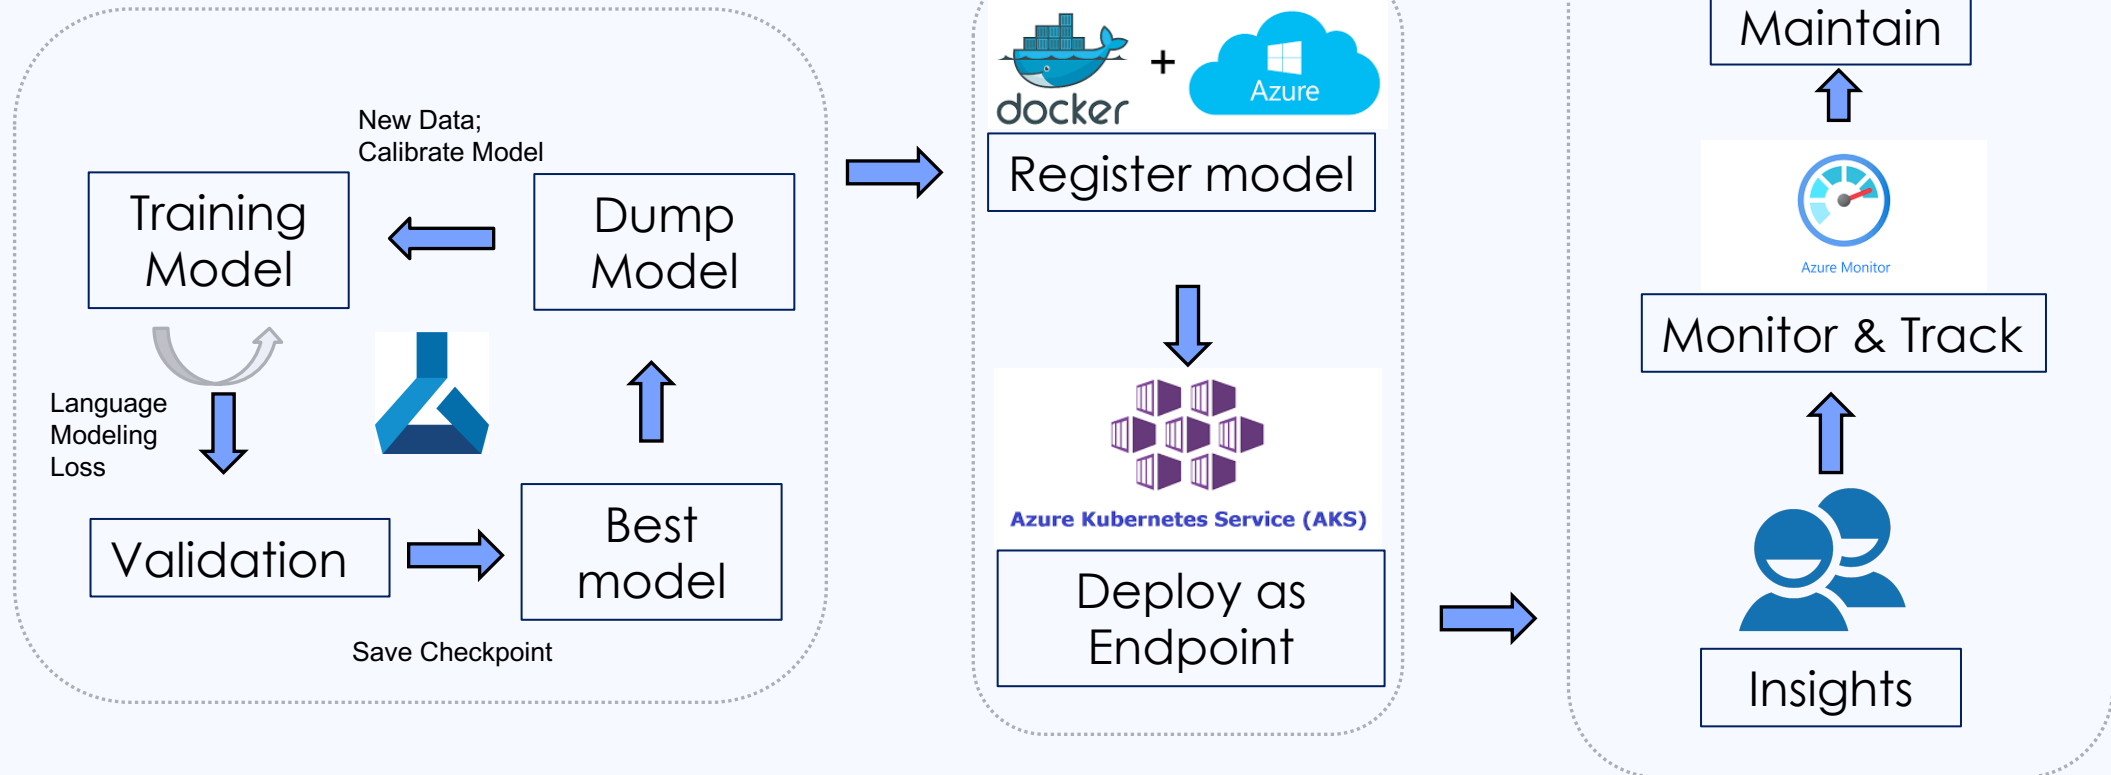 New Data;
Calibrate Model
Training
Model
Dump
Model
Language
Modeling
Loss
Validation
Best
model
Save Checkpoint
docker
+
Azure
Register model
Azure Kubernetes Service (AKS)
Deploy as
Endpoint
Maintain
Azure Monitor
Monitor & Track
Insights